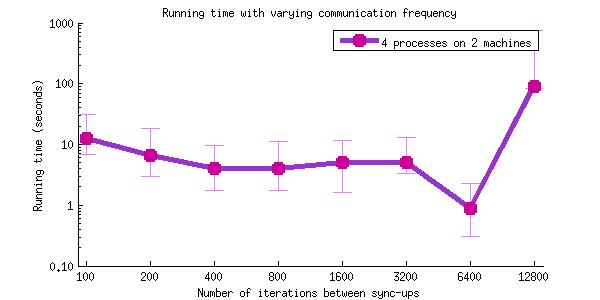 Running time with varying communication frequency
1000
4 processes on 2 machines
100
10
1
0.10
Running time (seconds)
100 200 400 800 1600 3200 6400 12800
Number of iterations between sync-ups